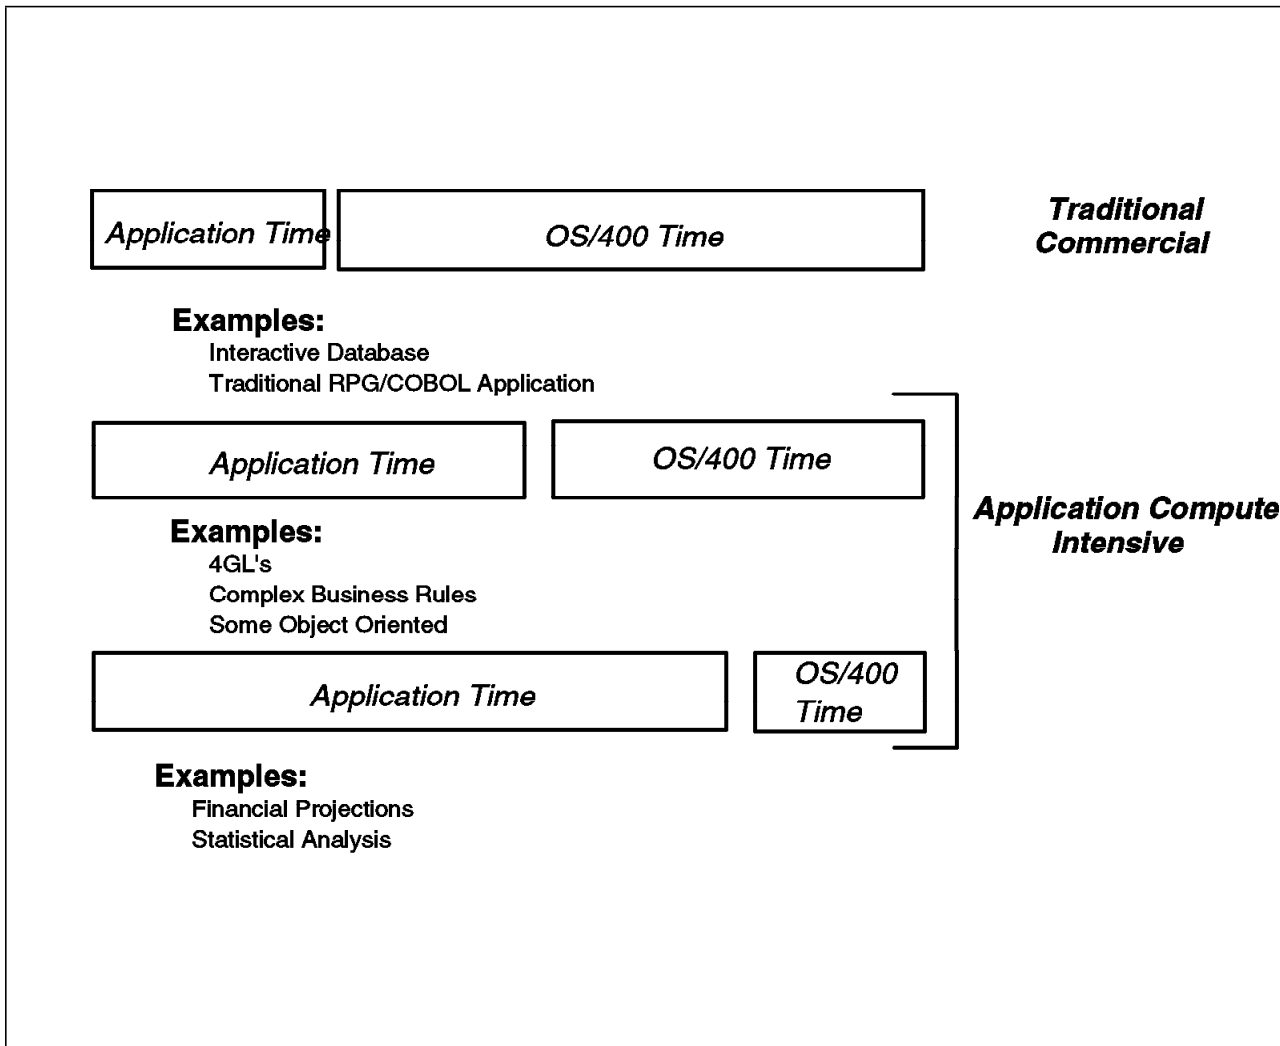 Application Time
OS/400 Time
Traditional
Commercial
Examples:
Interactive Database
Traditional RPG/COBOL Application
Application Time
OS/400 Time
Application Compute
Intensive
Examples:
4GL's
Complex Business Rules
Some Object Oriented
Application Time
OS/400
Time
Examples:
Financial Projections
Statistical Analysis